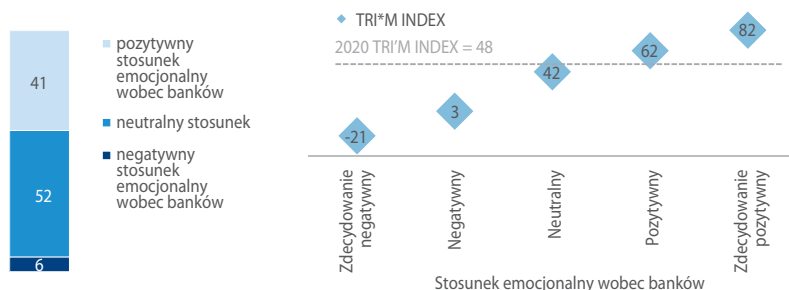 41
52
6
pozytywny
stosunek
emocjonalny
wobec banków
neutralny stosunek
negatywny
stosunek
emocjonalny
wobec banków
TRI*M INDEX
2020 TRI'M INDEX = 48
-21
3
42
62
82
Zdecydowanie
negatywny
Negatywny
Neutralny
Pozytywny
Zdecydowanie
pozytywny
Stosunek emocjonalny wobec banków